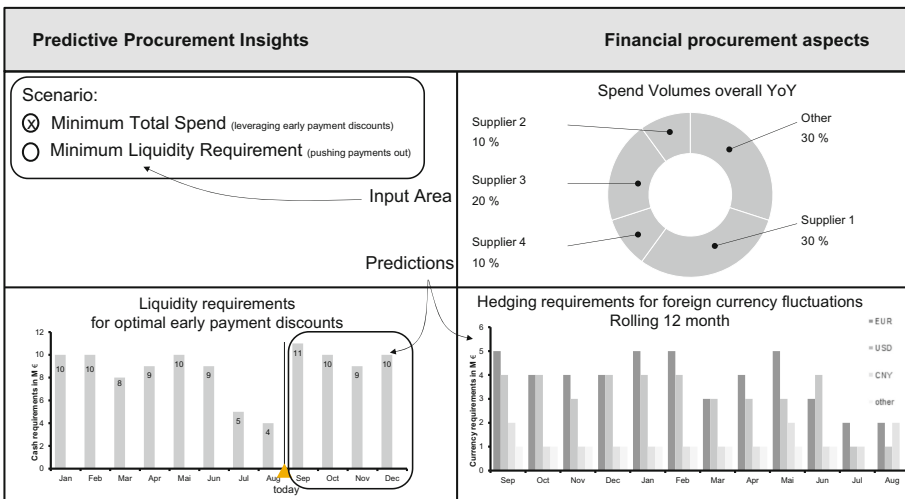 Predictive Procurement Insights
Financial procurement aspects
Scenario:
X Minimum Total Spend (leveraging early payment discounts)
Minimum Liquidity Requirement (pushing payments out)
Input Area
Predictions
Spend Volumes overall YoY
Supplier 2
10 %
Other
30 %
Supplier 3
20 %
Supplier 4
10 %
Supplier 1
30 %
Liquidity requirements
for optimal early payment discounts
Cash requirements in M €
12
10
8
6
4
2
0
10 10 8 9 10 9 5 4 11 10 9 10
Jan Feb Mar Apr Mai Jun Jul Aug Sep Oct Nov Dec
today
Hedging requirements for foreign currency fluctuations
Rolling 12 month
Currency requirements in M €
6
5
4
3
2
1
0
EUR
USD
CNY
other
Sep Oct Nov Dec Jan Feb Mar Apr Mai Jun Jul Aug